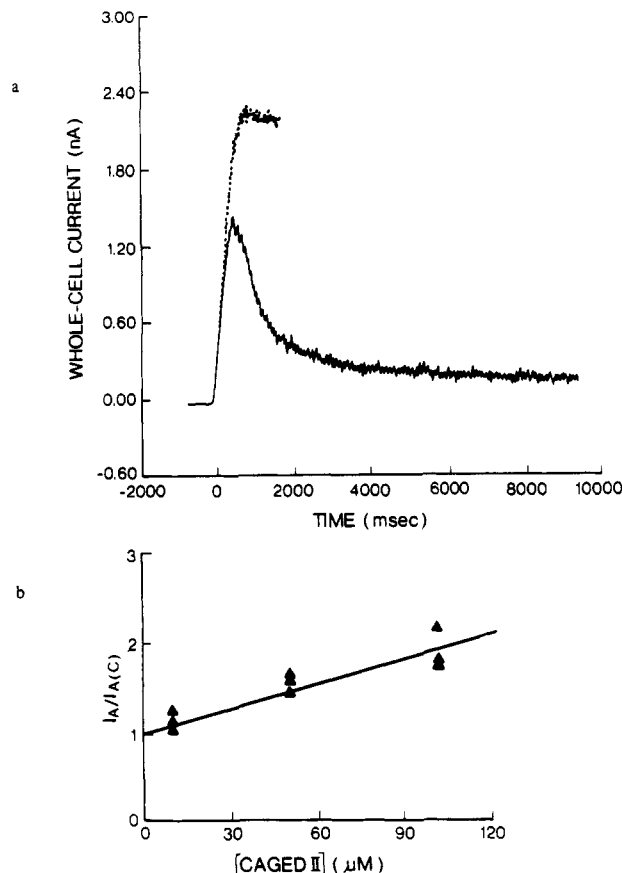 a
3.00
2.40
1.80
1.20
0.60
0.00
-0.60
WHOLE-CELL CURRENT (nA)
-2000 0 2000 4000 6000 8000 10000
TIME (msec)
b
3
2
1
0
I_A/I_A(C)
0 30 60 90 120
[CAGED II] (μM)